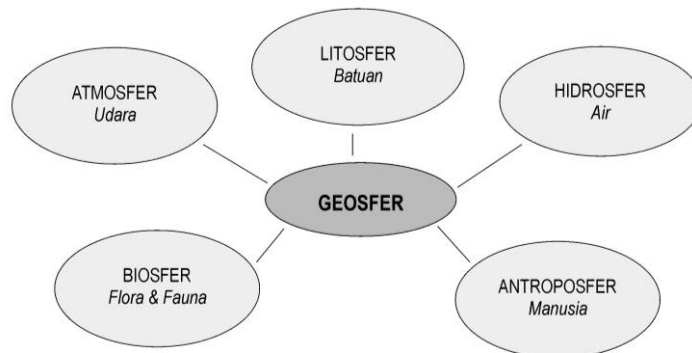 LITOSFER
Batuan
ATMOSFER
Udara
HIDROSFER
Air
GEOSFER
BIOSFER
Flora & Fauna
ANTROPOSFER
Manusia